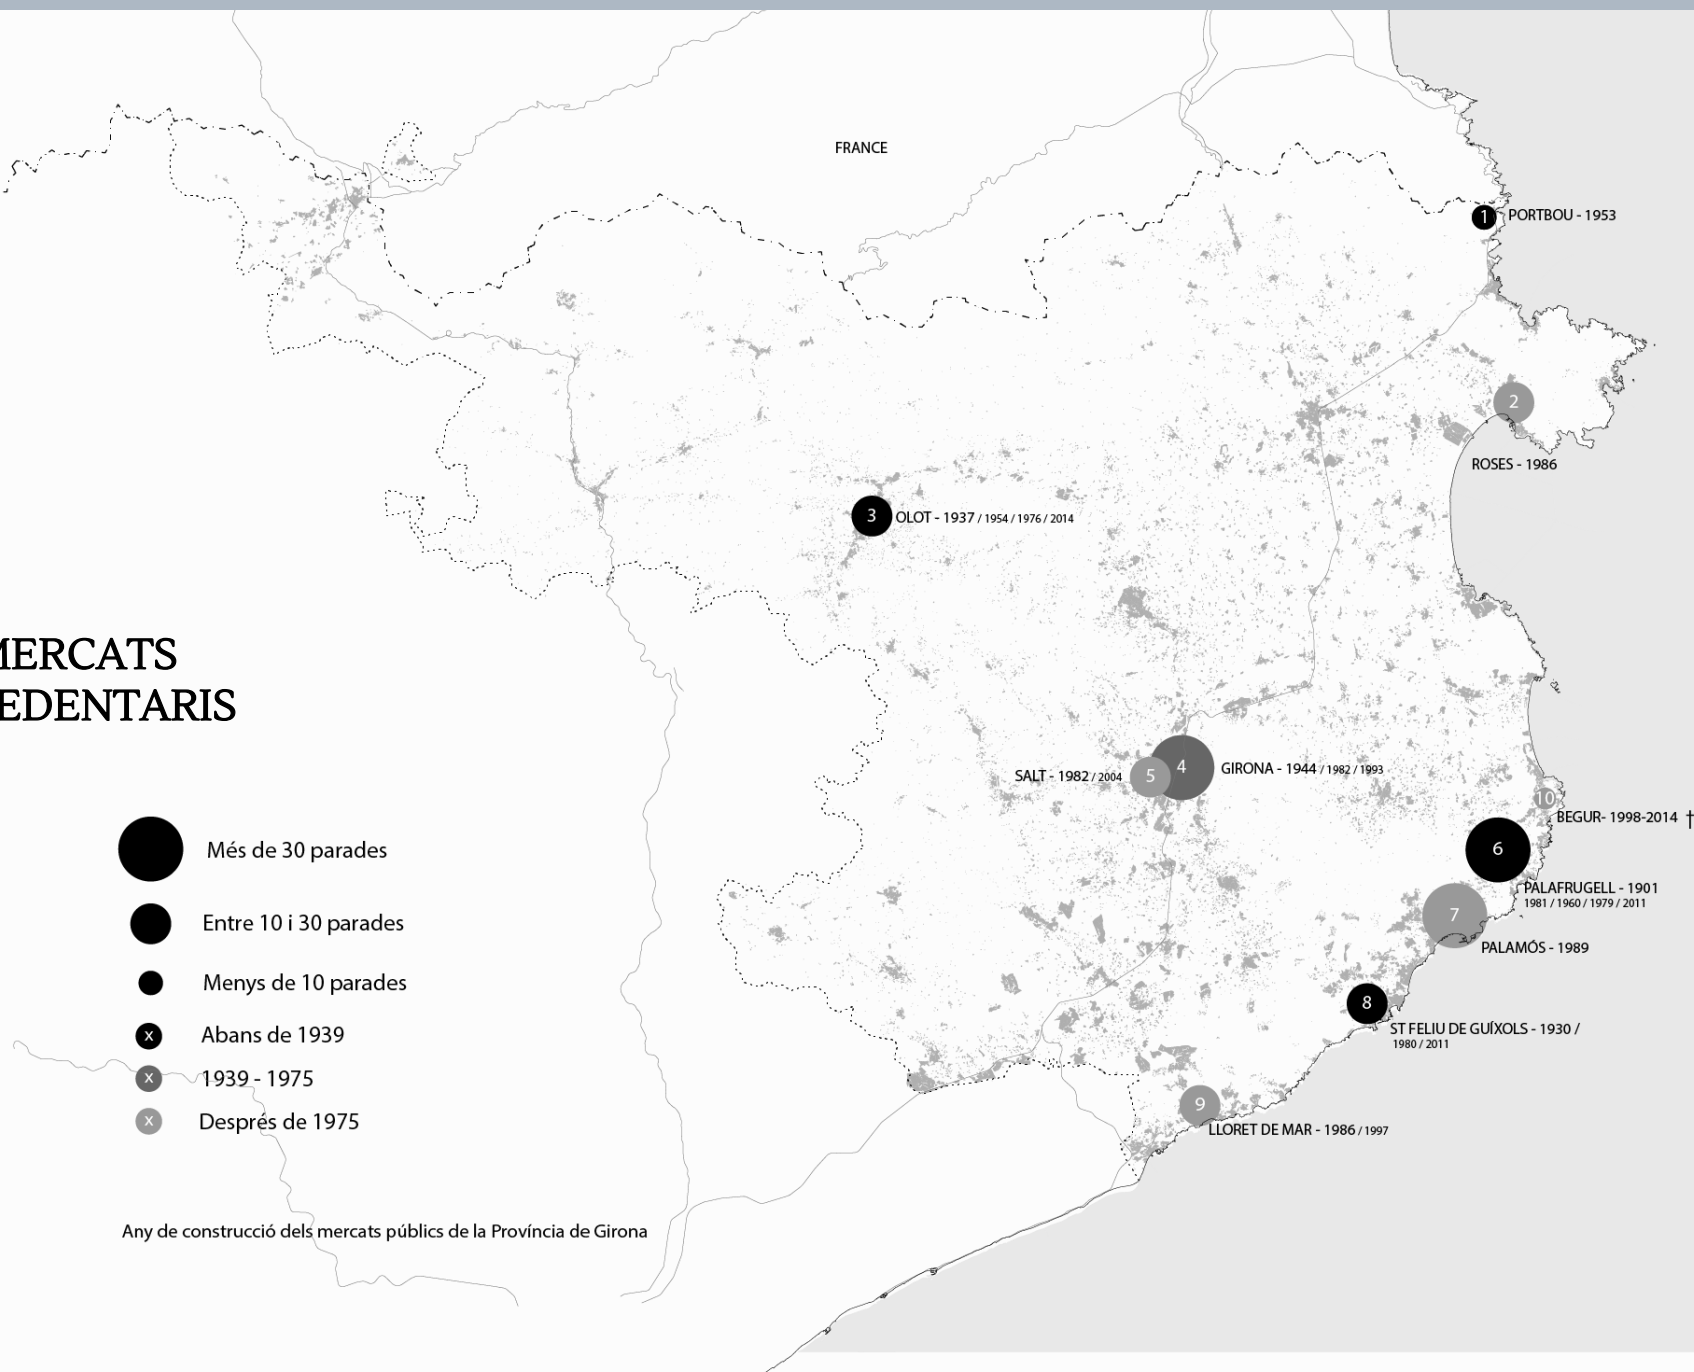 FRANCE
1 PORTBOU - 1953
2
ROSES - 1986
3 OLOT - 1937 / 1954 / 1976 / 2014
MERCATS
EDENTARIS
SALT - 1982 / 2004 5 4 GIRONA - 1944 / 1982 / 1993
10
BEGUR- 1998-2014 †
6
PALAFRUGELL - 1901
1981 / 1960 / 1979 / 2011
7
PALAMÓS - 1989
8
ST FELIU DE GUÍXOLS - 1930 /
1980 / 2011
9
LLORET DE MAR - 1986 / 1997
Més de 30 parades
Entre 10 i 30 parades
Menys de 10 parades
x Abans de 1939
x 1939 - 1975
x Després de 1975
Any de construcció dels mercats públics de la Província de Girona